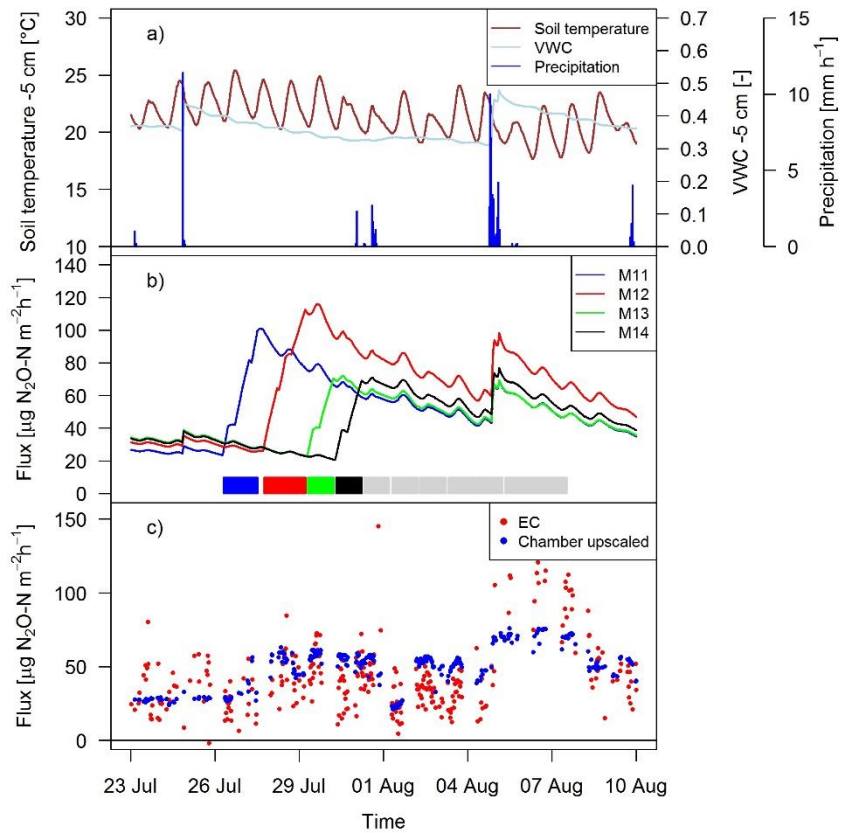 30
25
20
15
10
Soil temperature -5 cm [°C]
a)
Soil temperature
VWC
Precipitation
0.7
0.6
0.5
0.4
0.3
0.2
0.1
0.0
VWC -5 cm [-]
15
10
5
0
Precipitation [mm h⁻¹]
140
120
100
80
60
40
20
0
Flux [µg N₂O-N m⁻²h⁻¹]
b)
M11
M12
M13
M14
150
100
50
0
Flux [µg N₂O-N m⁻²h⁻¹]
c)
EC
Chamber upscaled
23 Jul 26 Jul 29 Jul 01 Aug 04 Aug 07 Aug 10 Aug
Time